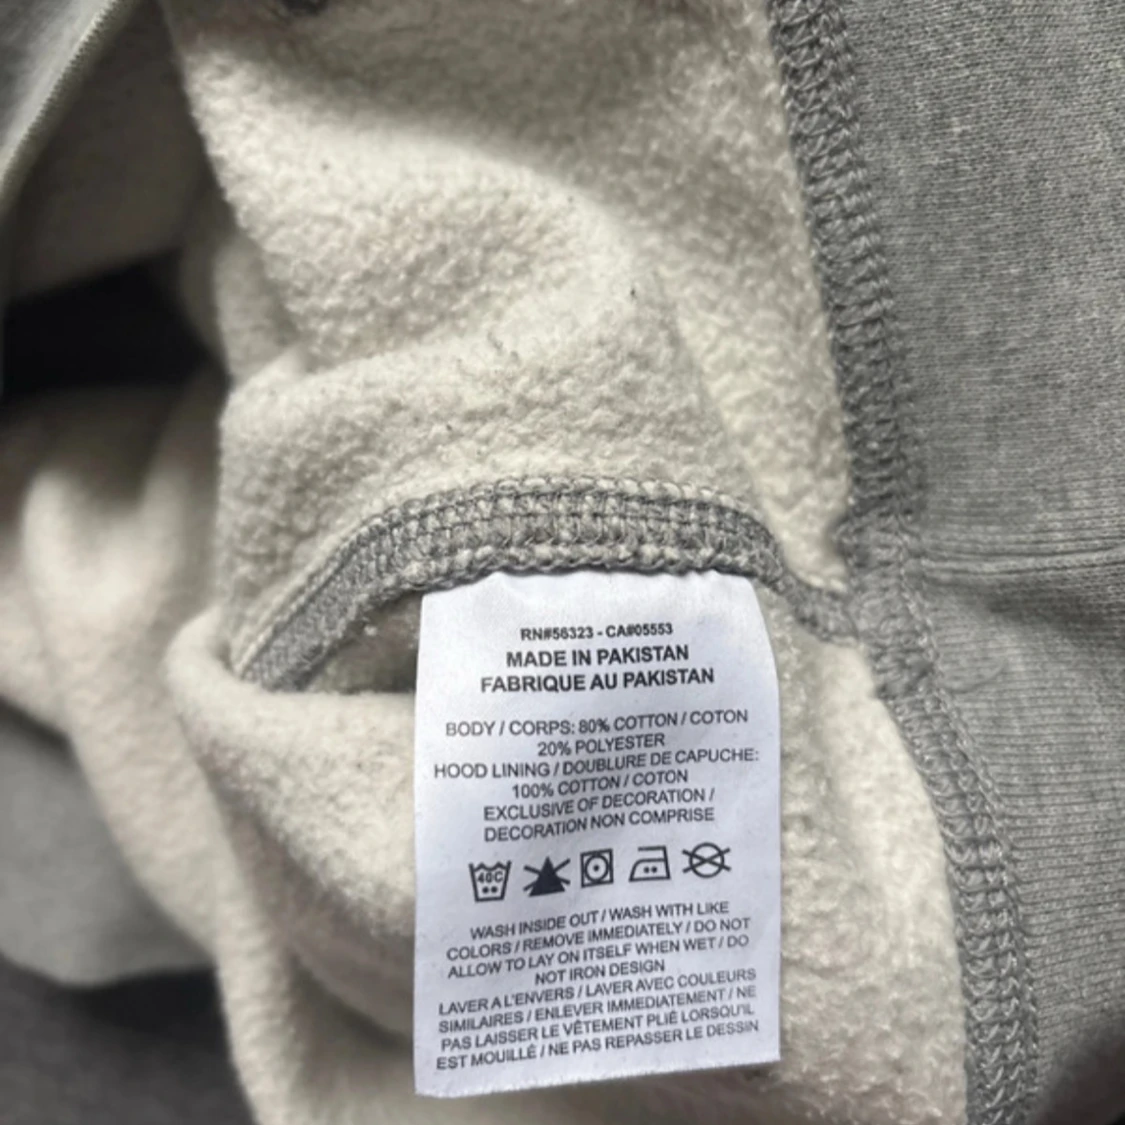 RN#56323 - CA#05553
MADE IN PAKISTAN
FABRIQUE AU PAKISTAN
BODY / CORPS: 80% COTTON / COTON
20% POLYESTER
HOOD LINING / DOUBLURE DE CAPUCHE:
100% COTTON / COTON
EXCLUSIVE OF DECORATION /
DECORATION NON COMPRISE
40C
WASH INSIDE OUT / WASH WITH LIKE
COLORS / REMOVE IMMEDIATELY / DO NOT
ALLOW TO LAY ON ITSELF WHEN WET / DO
NOT IRON DESIGN
LAVER A L'ENVERS / LAVER AVEC COULEURS
SIMILAIRES / ENLEVER IMMEDIATEMENT / NE
PAS LAISSER LE VÊTEMENT PLIÉ LORSQU'IL
EST MOUILLÉ / NE PAS REPASSER LE DESSIN